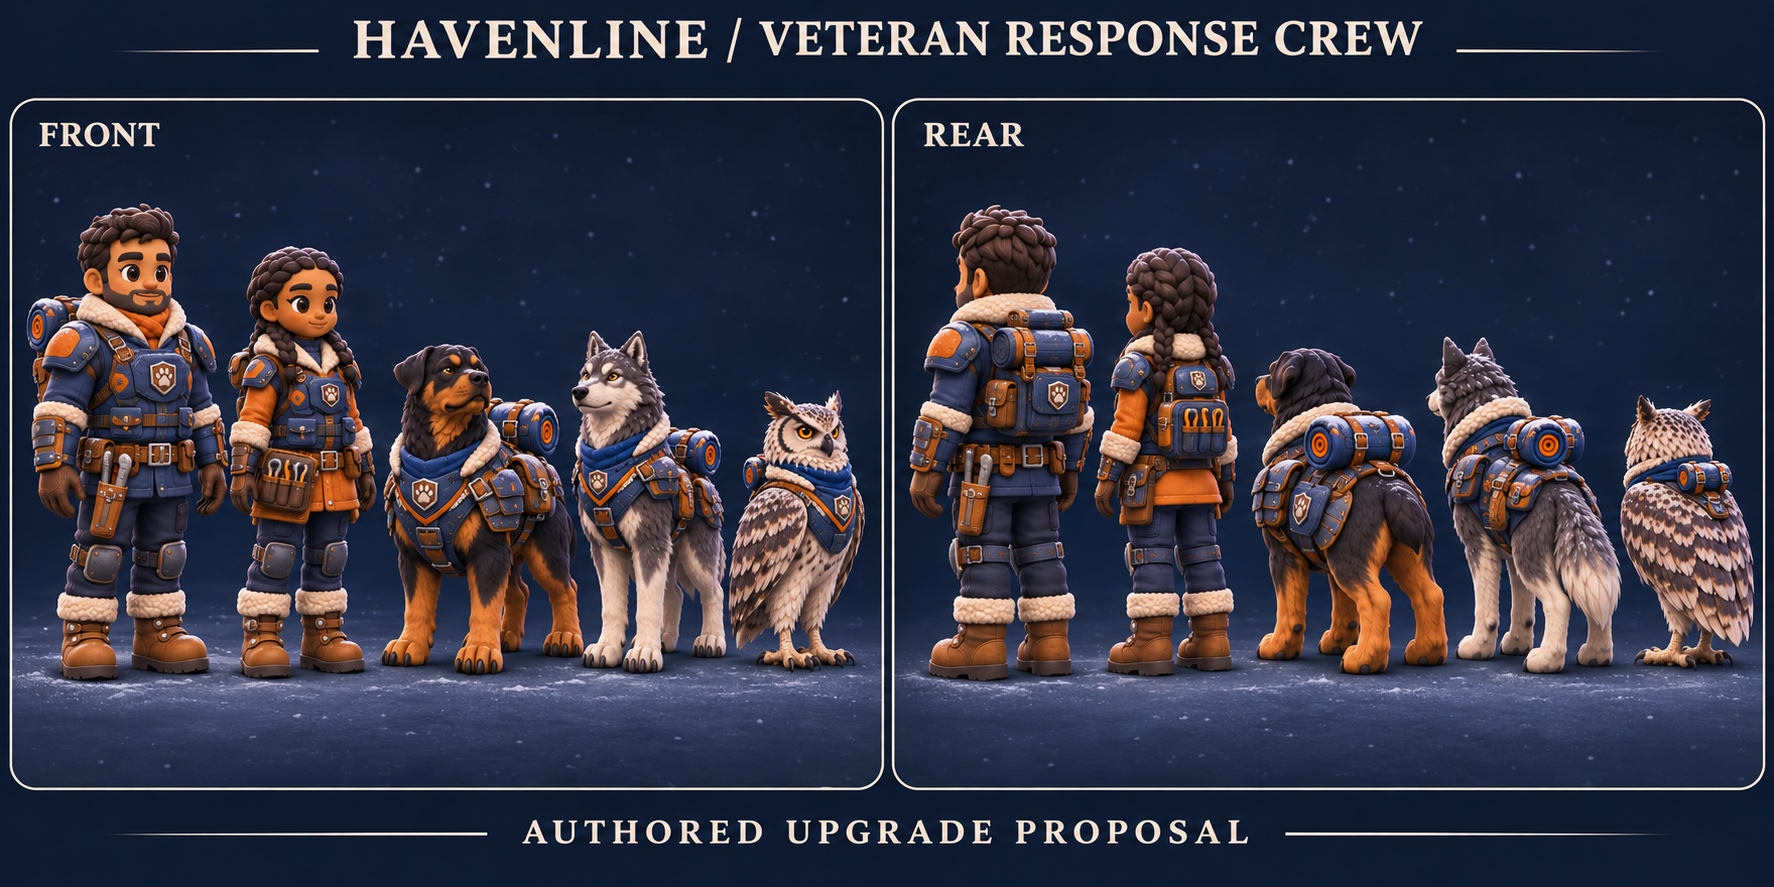 HAVENLINE / VETERAN RESPONSE CREW
FRONT
REAR
AUTHORED UPGRADE PROPOSAL